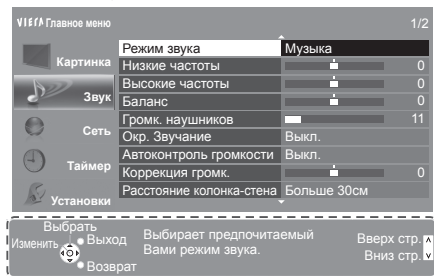 VIErA Главное меню 1/2
Картинка
Звук
Сеть
Таймер
Установки
Режим звука Музыка
Низкие частоты 0
Высокие частоты 0
Баланс 0
Громк. наушников 11
Окр. Звучание Выкл.
Автоконтроль громкости Выкл.
Коррекция громк. 0
Расстояние колонка-стена Больше 30см
Выбрать
Изменить
Выход
Возврат
Выбирает предпочитаемый
Вами режим звука.
Вверх стр.
Вниз стр.